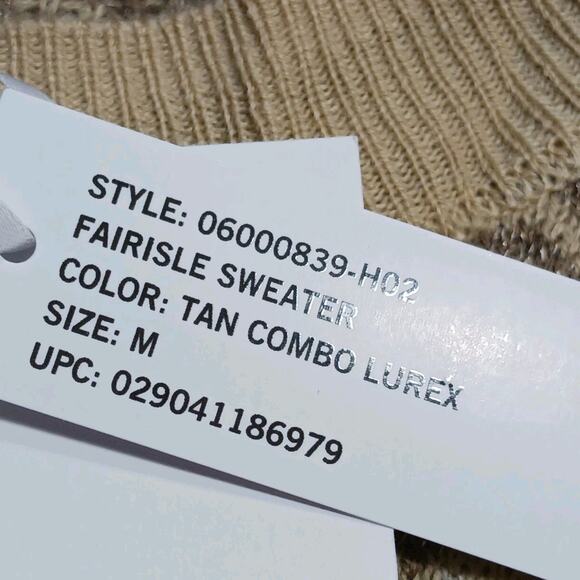 STYLE: 06000839-H02
FAIRISLE SWEATER
COLOR: TAN COMBO LUREX
SIZE: M
UPC: 029041186979